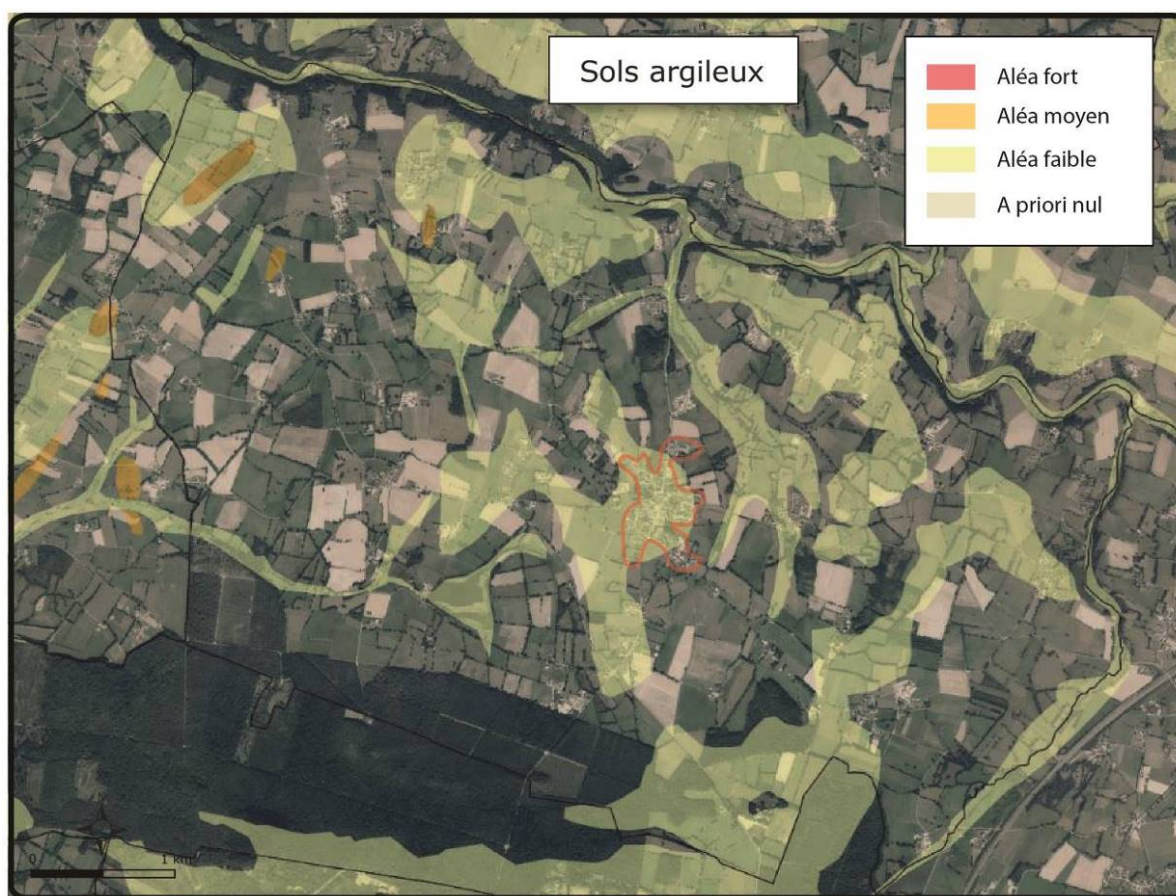 Sols argileux
Aléa fort
Aléa moyen
Aléa faible
A priori nul
0
1 km